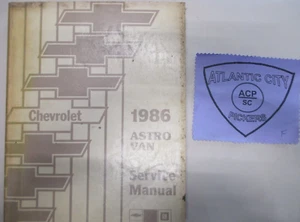 Chevrolet
1986
ASTRO
VAN
Service
Manual
ATLANTIC CITY
ACP
SC
PICKERS